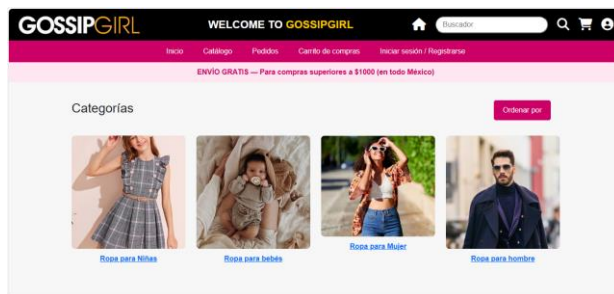 GOSSIPGIRL
WELCOME TO GOSSIPGIRL
Buscador
Inicio Catálogo Pedidos Carrito de compras Iniciar sesión / Registrarse
ENVÍO GRATIS — Para compras superiores a $1000 (en todo México)
Categorías
Ordenar por
Ropa para Niñas
Ropa para bebés
Ropa para Mujer
Ropa para hombre